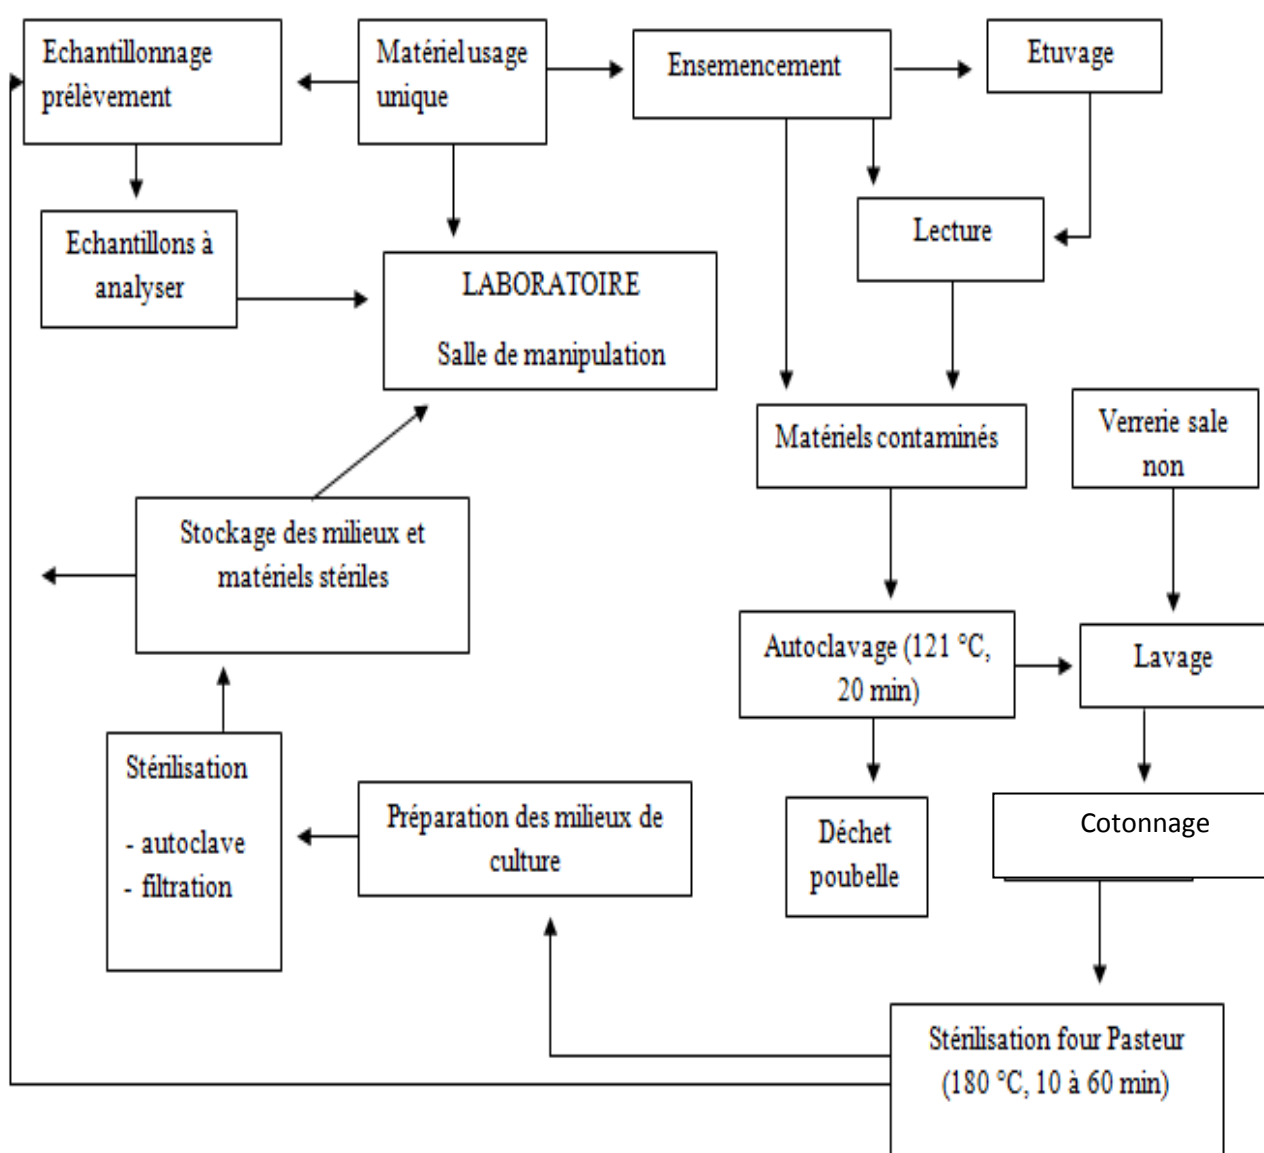 Echantillonnage
prélèvement
Matériel usage
unique
Ensemencement
Etuvage
Echantillons à
analyser
LABORATOIRE
Salle de manipulation
Lecture
Matériels contaminés
Verrerie sale
non
Stockage des milieux et
matériels stériles
Autoclavage (121 °C,
20 min)
Lavage
Stérilisation
- autoclave
- filtration
Préparation des milieux de
culture
Déchet
poubelle
Cotonnage
Stérilisation four Pasteur
(180 °C, 10 à 60 min)